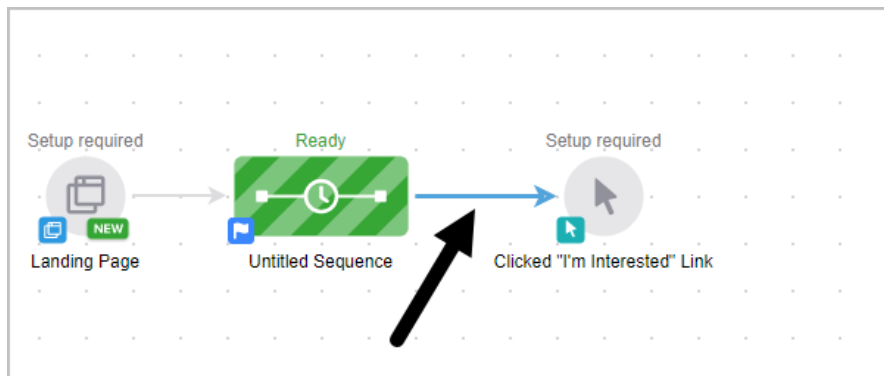 Setup required
Ready
Setup required
NEW
Landing Page
Untitled Sequence
Clicked "I'm Interested" Link